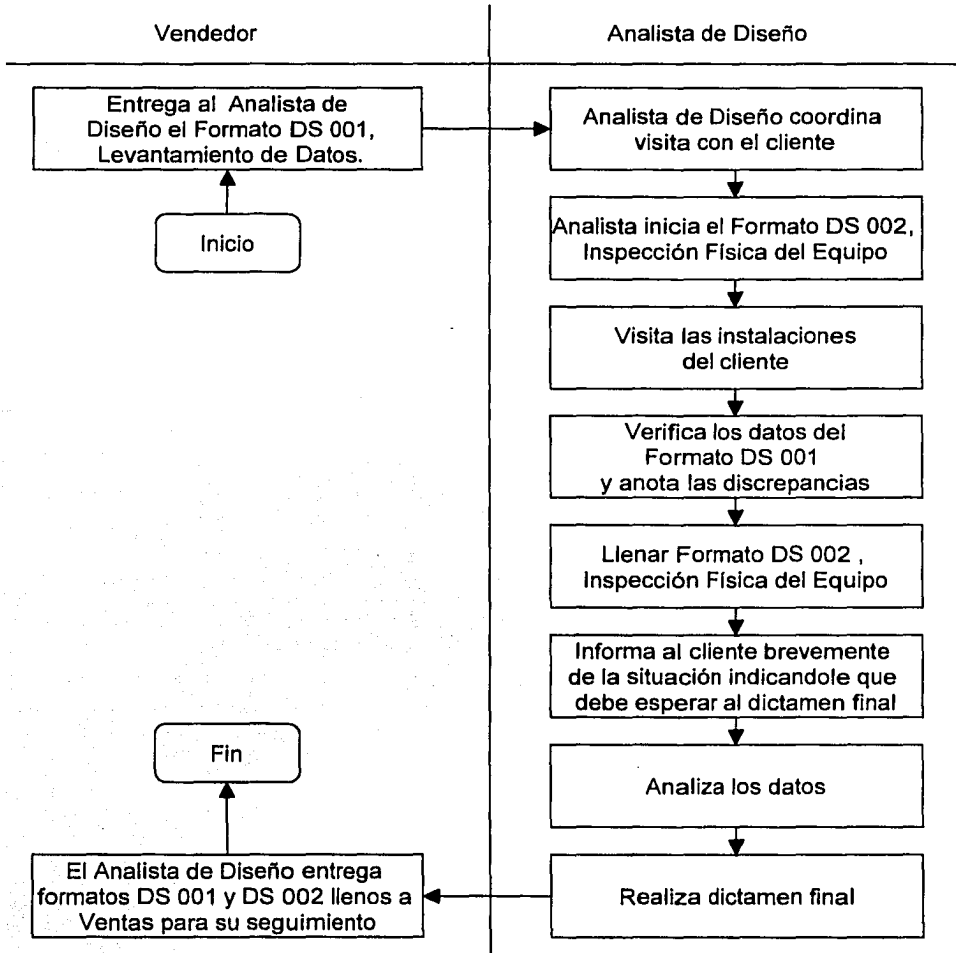 Vendedor
Analista de Diseño
Entrega al Analista de
Diseño el Formato DS 001,
Levantamiento de Datos.
Inicio
Analista de Diseño coordina
visita con el cliente
Analista inicia el Formato DS 002,
Inspección Física del Equipo
Visita las instalaciones
del cliente
Verifica los datos del
Formato DS 001
y anota las discrepancias
Llenar Formato DS 002 ,
Inspección Física del Equipo
Informa al cliente brevemente
de la situación indicandole que
debe esperar al dictamen final
Analiza los datos
Realiza dictamen final
El Analista de Diseño entrega
formatos DS 001 y DS 002 llenos a
Ventas para su seguimiento
Fin